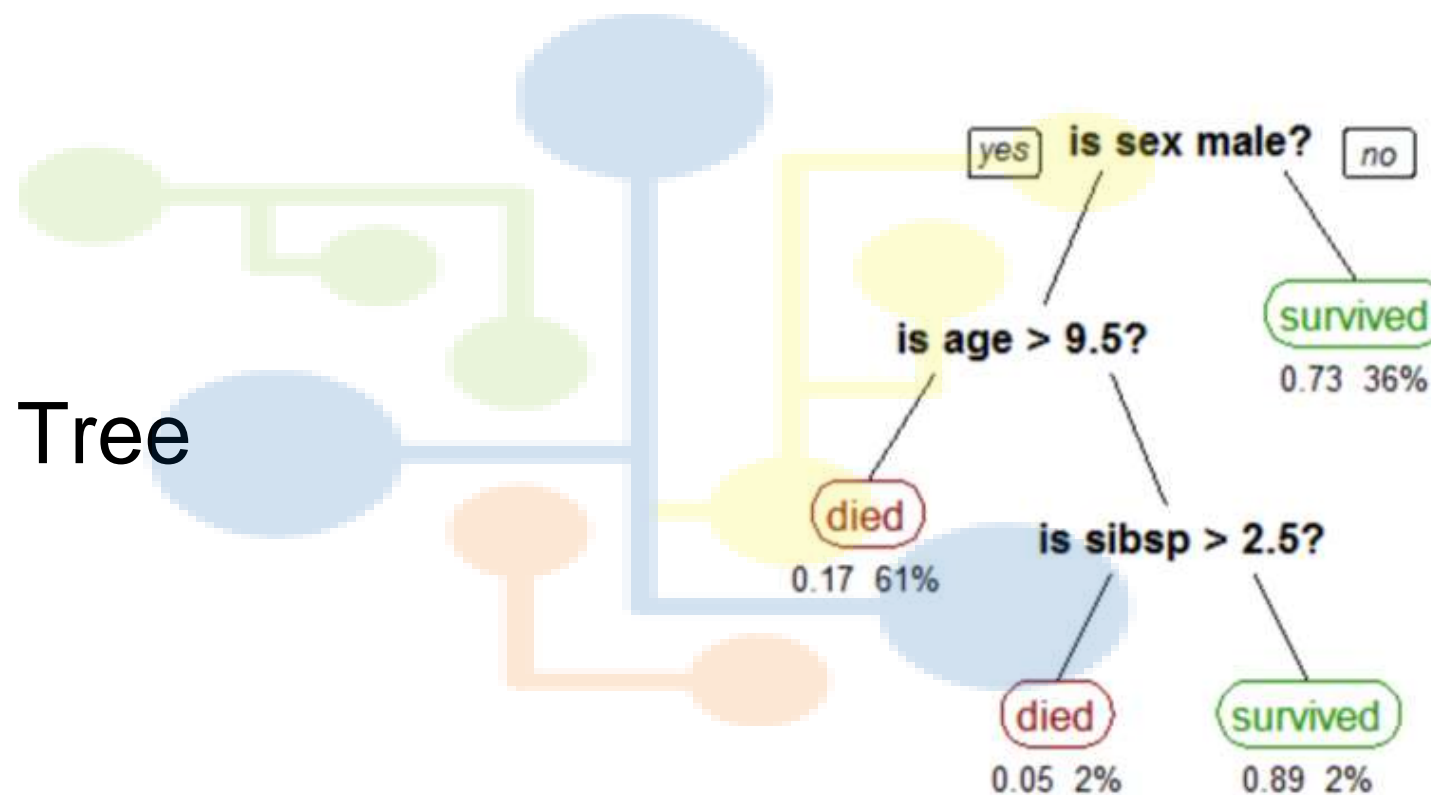 yes is sex male? no
survived
is age > 9.5?
0.73 36%
Tree
died
is sibsp > 2.5?
0.17 61%
died survived
0.05 2% 0.89 2%